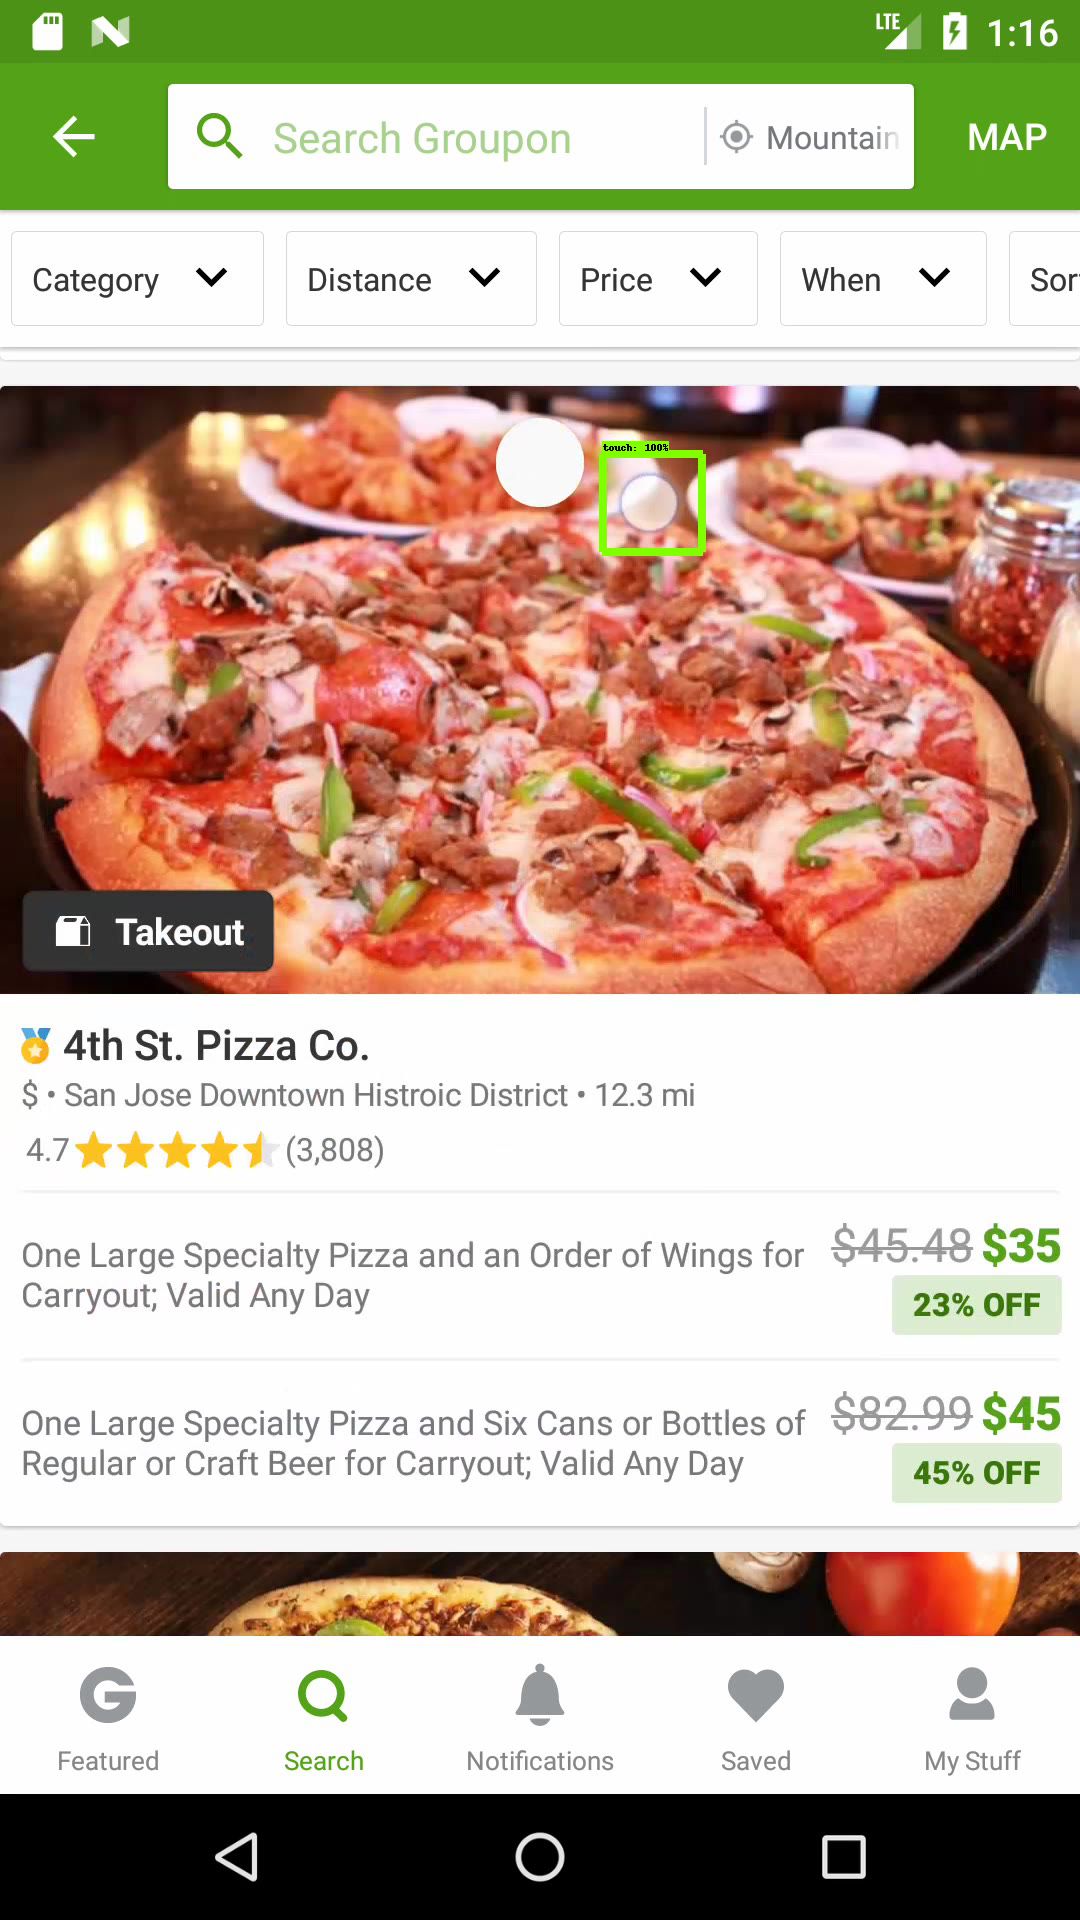 LTE 1:16
Search Groupon Mountain MAP
Category Distance Price When Sor
touch: 100%
Takeout
4th St. Pizza Co.
$ • San Jose Downtown Histroic District • 12.3 mi
4.7 (3,808)
One Large Specialty Pizza and an Order of Wings for $45.48 $35
Carryout; Valid Any Day
23% OFF
One Large Specialty Pizza and Six Cans or Bottles of $82.99 $45
Regular or Craft Beer for Carryout; Valid Any Day
45% OFF
Featured Search Notifications Saved My Stuff